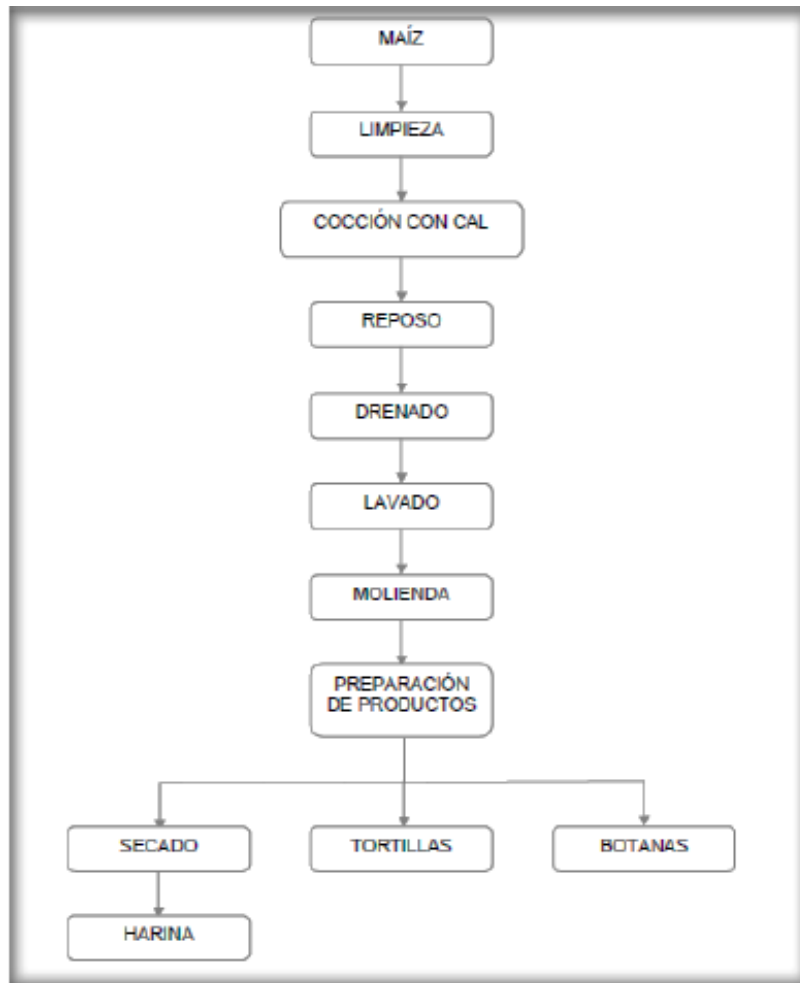 MAÍZ
LIMPIEZA
COCCIÓN CON CAL
REPOSO
DRENADO
LAVADO
MOLIENDA
PREPARACIÓN
DE PRODUCTOS
SECADO
TORTILLAS
BOTANAS
HARINA